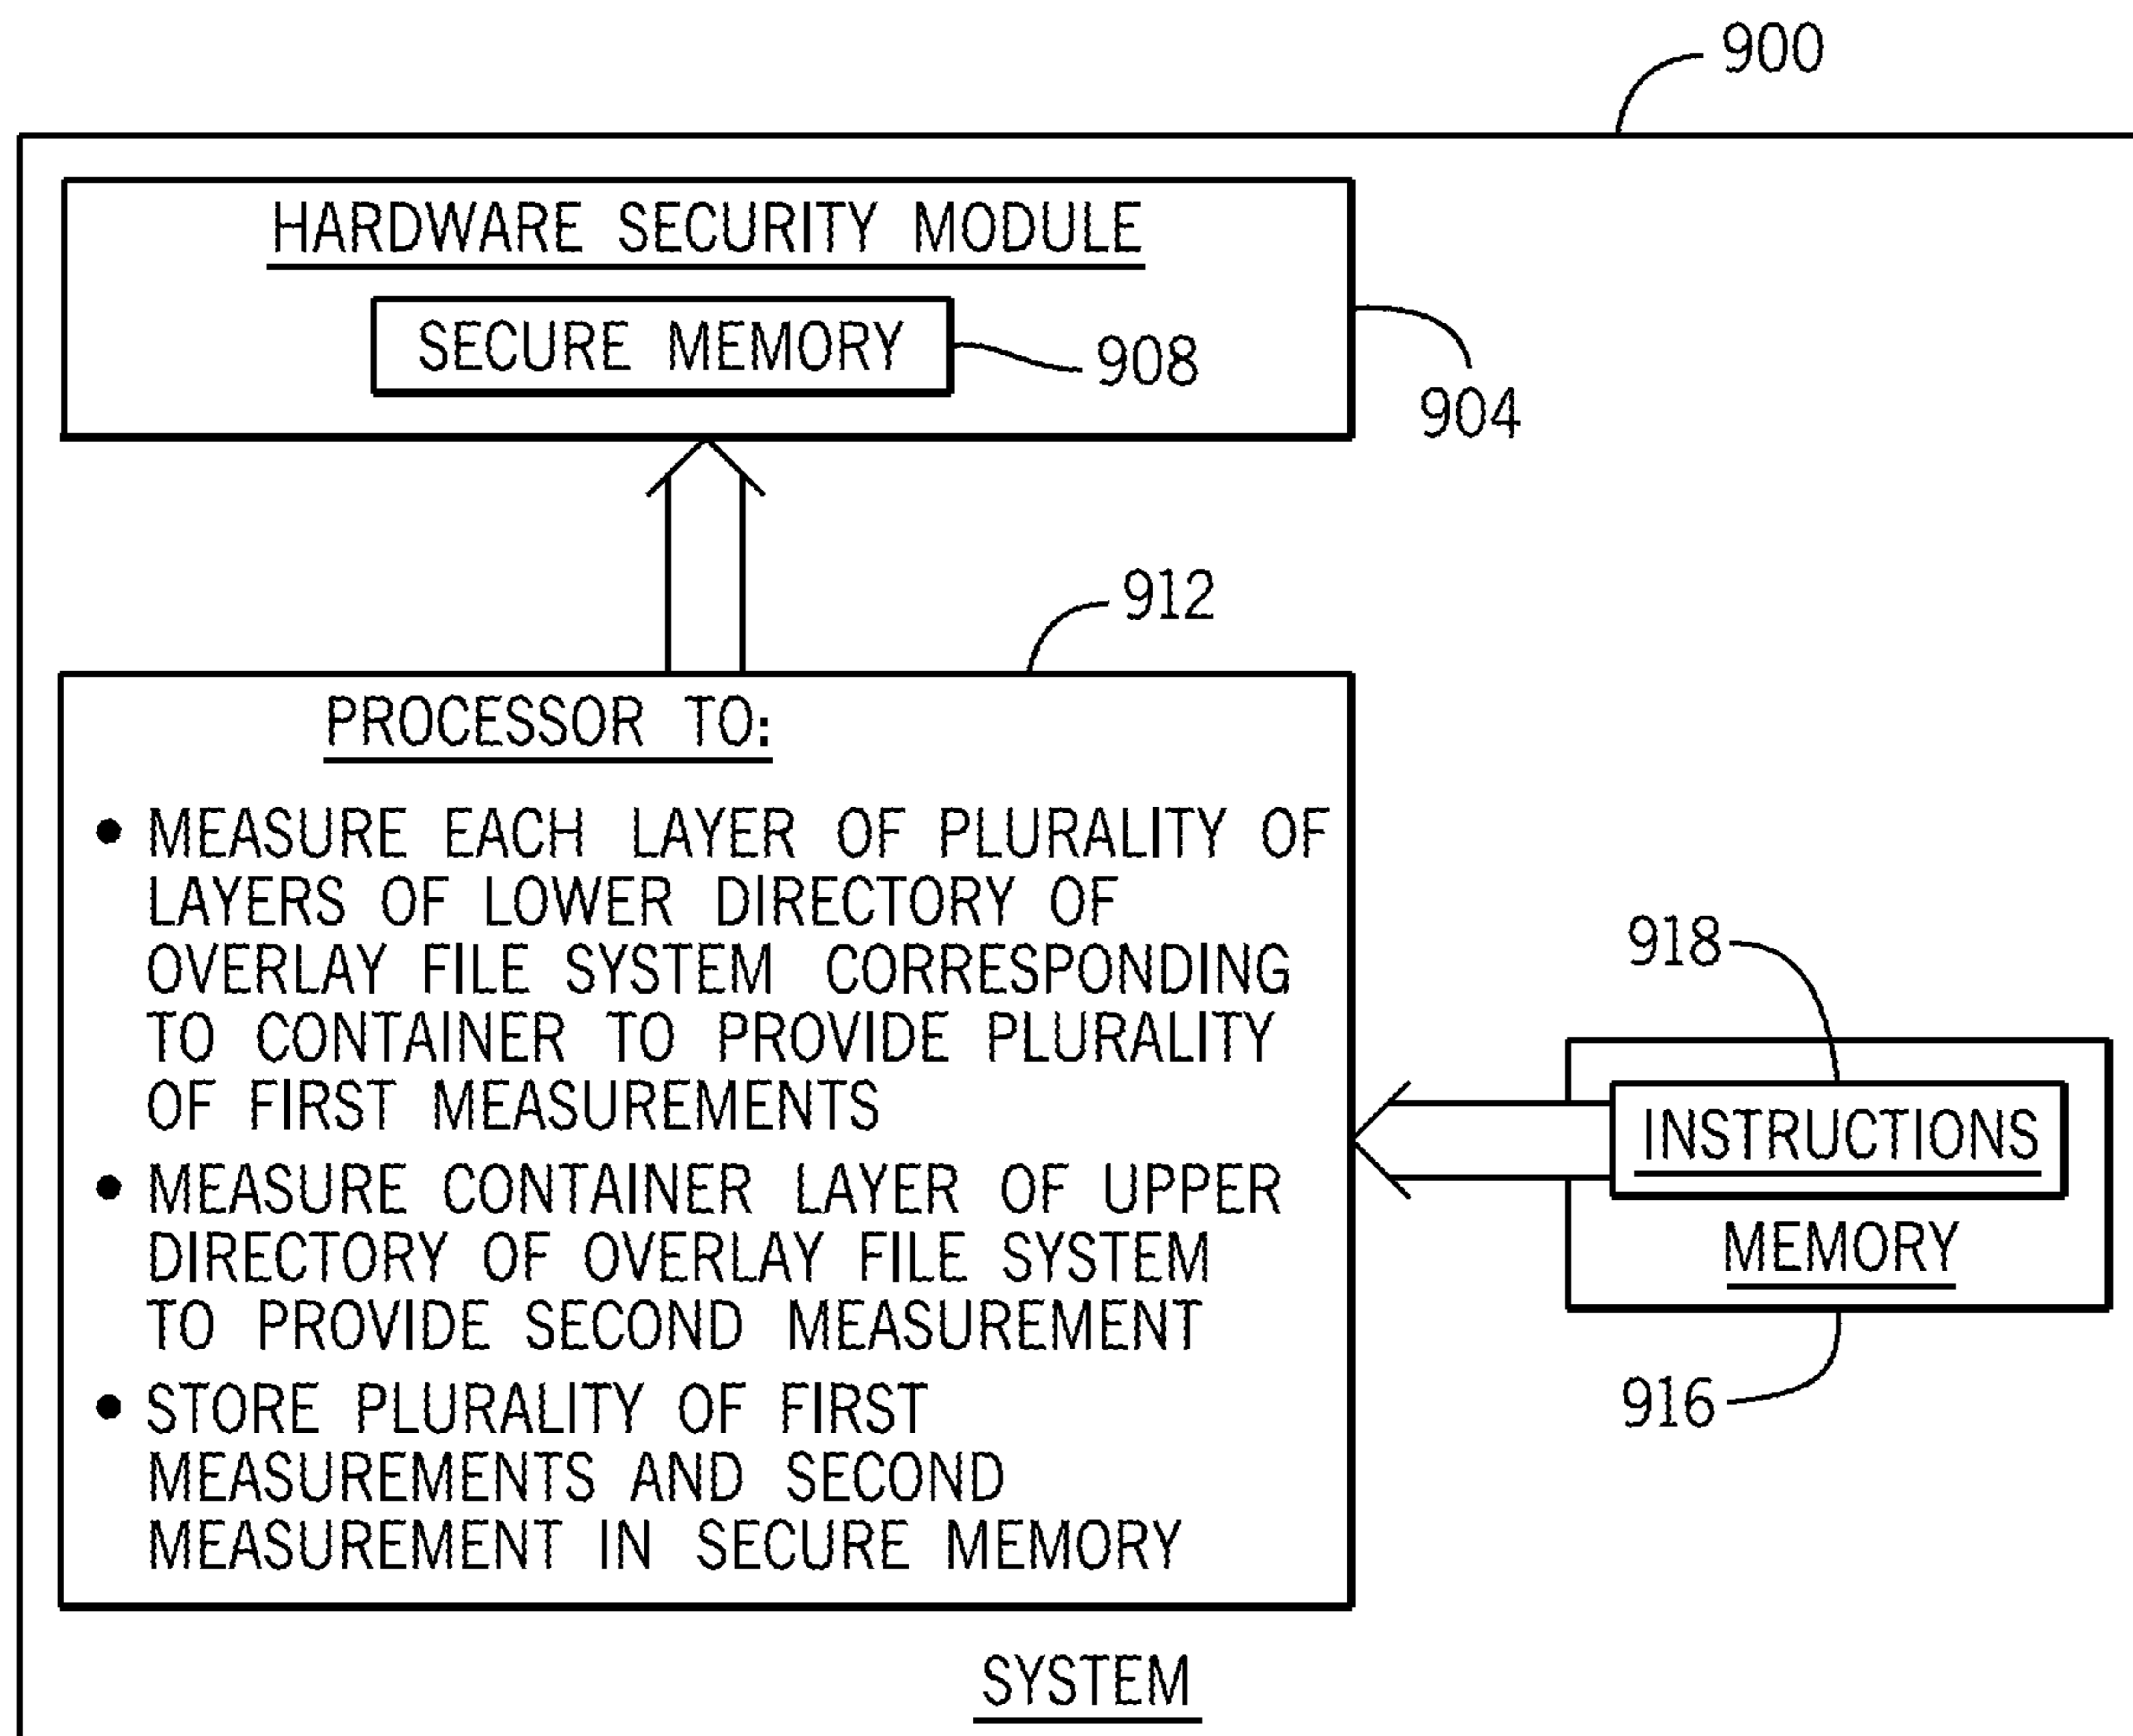 900
HARDWARE SECURITY MODULE
SECURE MEMORY
908
904
912
PROCESSOR TO:
• MEASURE EACH LAYER OF PLURALITY OF
LAYERS OF LOWER DIRECTORY OF
OVERLAY FILE SYSTEM CORRESPONDING
TO CONTAINER TO PROVIDE PLURALITY
OF FIRST MEASUREMENTS
• MEASURE CONTAINER LAYER OF UPPER
DIRECTORY OF OVERLAY FILE SYSTEM
TO PROVIDE SECOND MEASUREMENT
• STORE PLURALITY OF FIRST
MEASUREMENTS AND SECOND
MEASUREMENT IN SECURE MEMORY
918
INSTRUCTIONS
MEMORY
916
SYSTEM